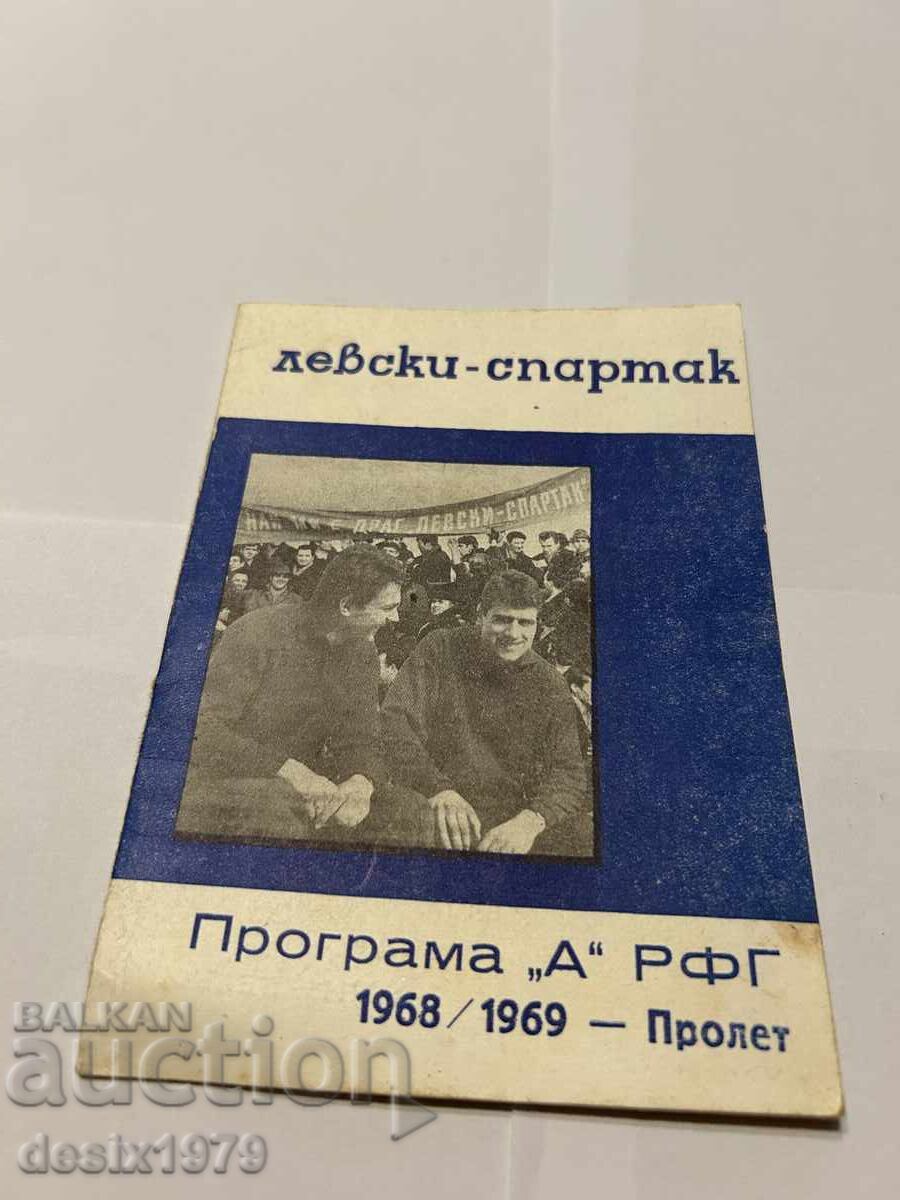 левски-спартак
ЛЕВСКИ-СПАРТАК"
Програма „А“ РФГ
1968/1969 — Пролет
BALKAN
auction
desix1979